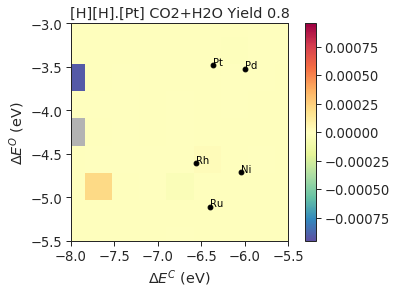 [H][H].[Pt] CO2+H2O Yield 0.8
−3.0
−3.5
−4.0
−4.5
−5.0
−5.5
ΔE^O (eV)
Pt
Pd
Rh
Ni
Ru
−8.0 −7.5 −7.0 −6.5 −6.0 −5.5
ΔE^C (eV)
0.00075
0.00050
0.00025
0.00000
−0.00025
−0.00050
−0.00075